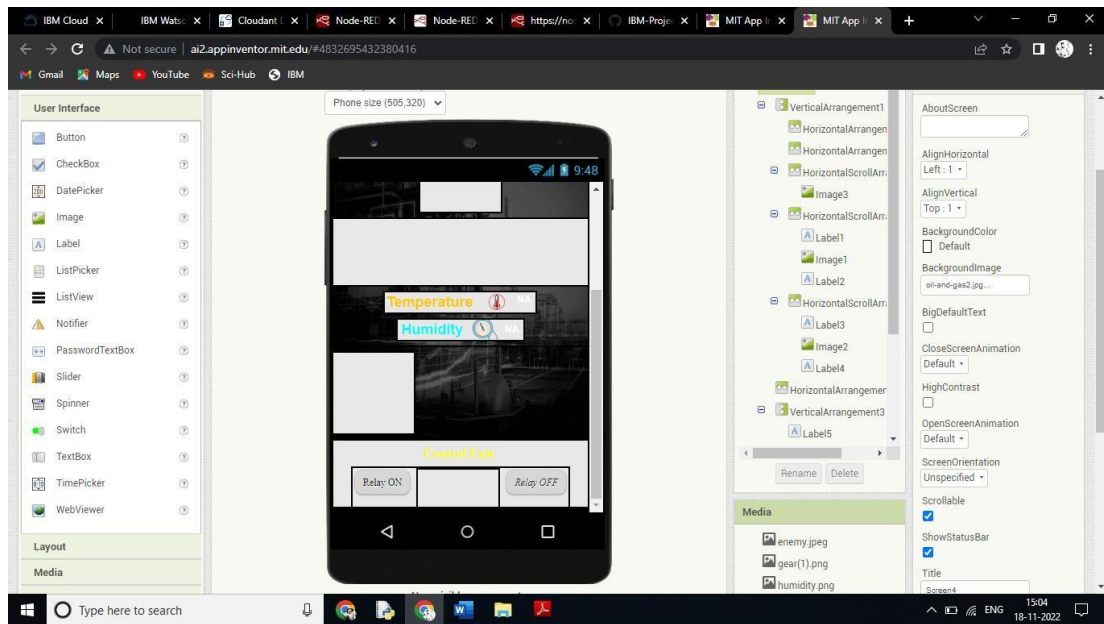 IBM Cloud
IBM Wats
Cloudant
Node-RED
Node-RED
https://no
IBM-Proje
MIT App In
MIT App In
Not secure | ai2.appinventor.mit.edu/#4832695432380416
Gmail
Maps
YouTube
Sci-Hub
IBM
User Interface
Button
CheckBox
DatePicker
Image
Label
ListPicker
ListView
Notifier
PasswordTextBox
Slider
Spinner
Switch
TextBox
TimePicker
WebViewer
Layout
Media
Phone size (505,320)
9:48
Temperature NA
Humidity NA
Control Unit
Relay ON
Relay OFF
VerticalArrangement1
HorizontalArrangen
HorizontalArrangen
HorizontalScrollArr
Image3
HorizontalScrollArr
Label1
Image1
Label2
HorizontalScrollArr
Label3
Image2
Label4
HorizontalArrangemen
VerticalArrangement3
Label5
Rename Delete
Media
enemy.jpeg
gear(1).png
humidity.png
AboutScreen
AlignHorizontal
Left : 1
AlignVertical
Top : 1
BackgroundColor
Default
BackgroundImage
oil-and-gas2.jpg...
BigDefaultText
CloseScreenAnimation
Default
HighContrast
OpenScreenAnimation
Default
ScreenOrientation
Unspecified
Scrollable
ShowStatusBar
Title
Screen4
Type here to search
ENG
15:04
18-11-2022